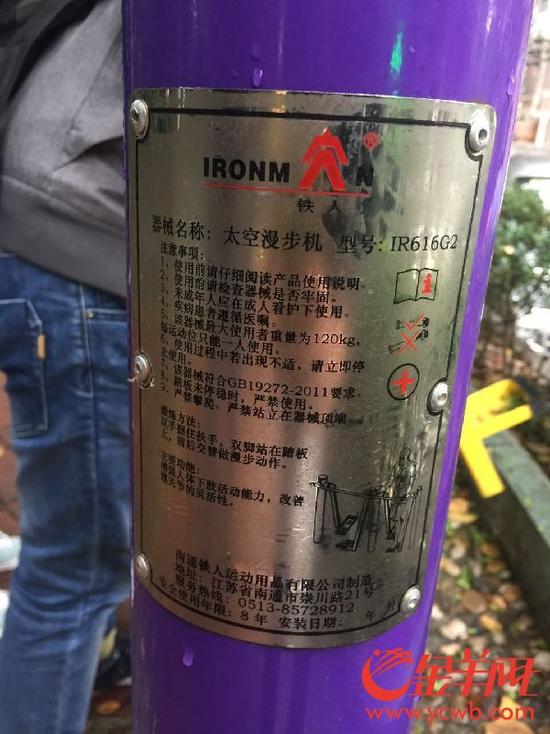 IRONM N®
铁人
器械名称：太空漫步机 型号：IR616G2
注意事项：
1、使用前请仔细阅读产品使用说明。
2、使用前请检查器械是否牢固。
3、未成年人应在成人看护下使用。
4、疾病患者遵循医嘱。
5、该器械最大使用者重量为120kg，
每运动位只能一人使用。
6、使用过程中若出现不适，请立即停
止使用。
7、该器械符合GB19272-2011要求。
8、踏板未停稳时，严禁使用。
9、严禁攀爬、严禁站立在器械顶端。
锻炼方法：
双手握住扶手，双脚站在踏板
上，前后交替做漫步动作。
主要功能：
增强人体下肢活动能力，改善
髋关节的灵活性。
南通铁人运动用品有限公司制造
地址：江苏省南通市崇川路21号
服务热线：0513-85728912
安全使用年限：8年 安装日期： 年 月
金羊网
www.ycwb.com